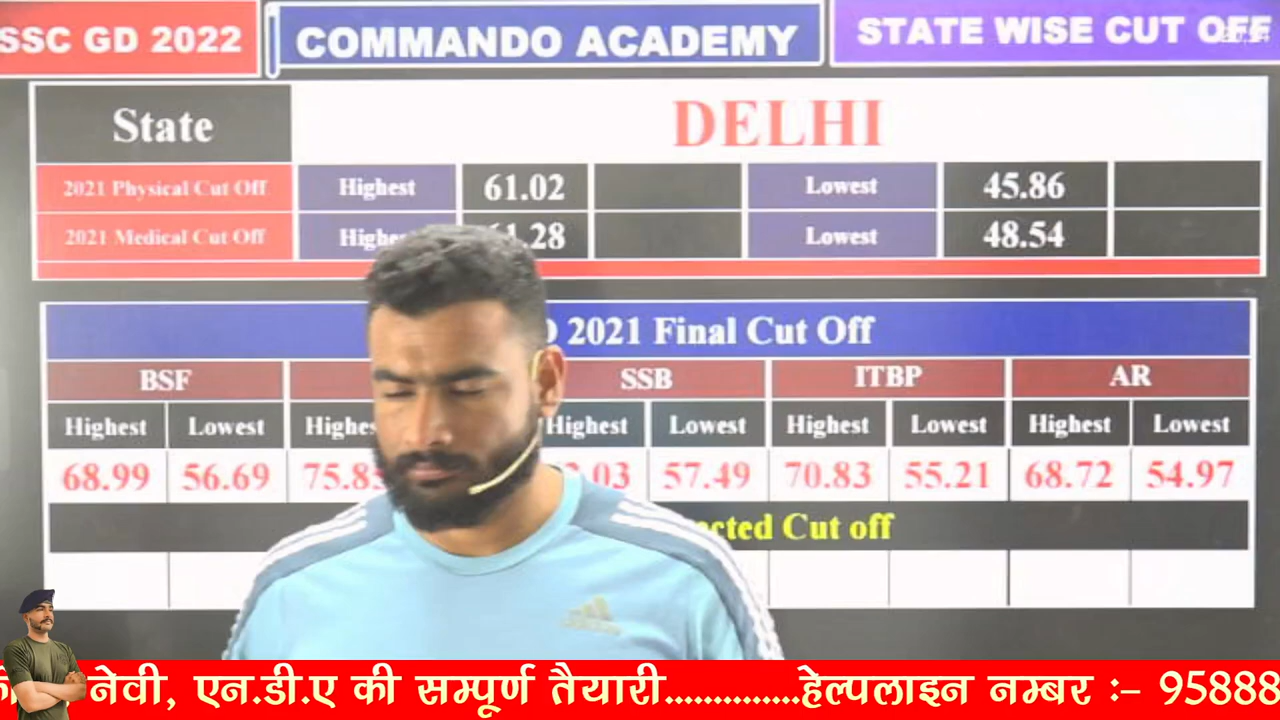 SSC GD 2022 COMMANDO ACADEMY STATE WISE CUT OFF
State DELHI
2021 Physical Cut Off Highest 61.02 Lowest 45.86
2021 Medical Cut Off .28 Lowest 48.54
2021 Final Cut Off
BSF SSB ITBP AR
Highest Lowest Highest Lowest Highest Lowest Highest Lowest
68.99 56.69 57.49 70.83 55.21 68.72 54.97
Cut off
नेवी, एन.डी.ए की सम्पूर्ण तैयारी..............हेल्पलाइन नम्बर :- 95888